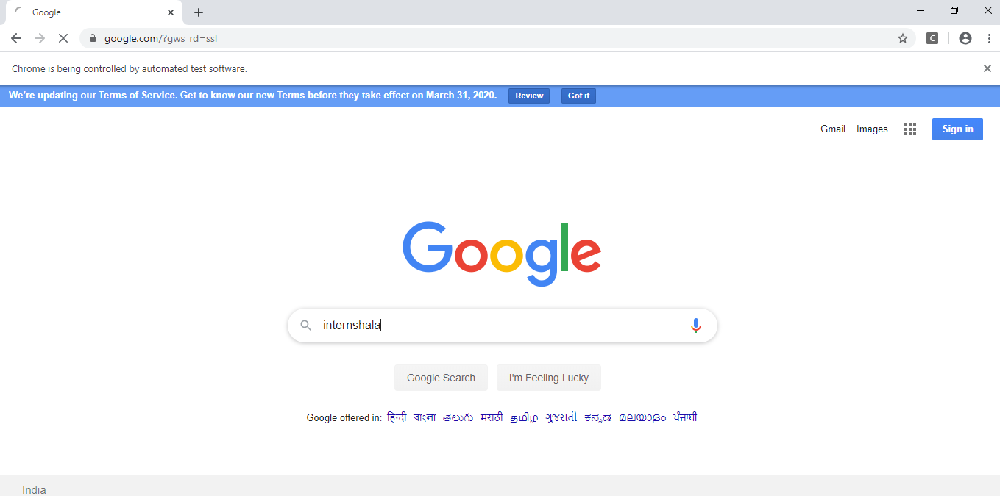 Google
google.com/?gws_rd=ssl
C
Chrome is being controlled by automated test software.
We're updating our Terms of Service. Get to know our new Terms before they take effect on March 31, 2020. Review Got it
Gmail Images Sign in
Google
internshala
Google Search I'm Feeling Lucky
Google offered in: हिन्दी বাংলা తెలుగు मराठी தமிழ் ગુજરાતી ಕನ್ನಡ മലയാളം ਪੰਜਾਬੀ
India